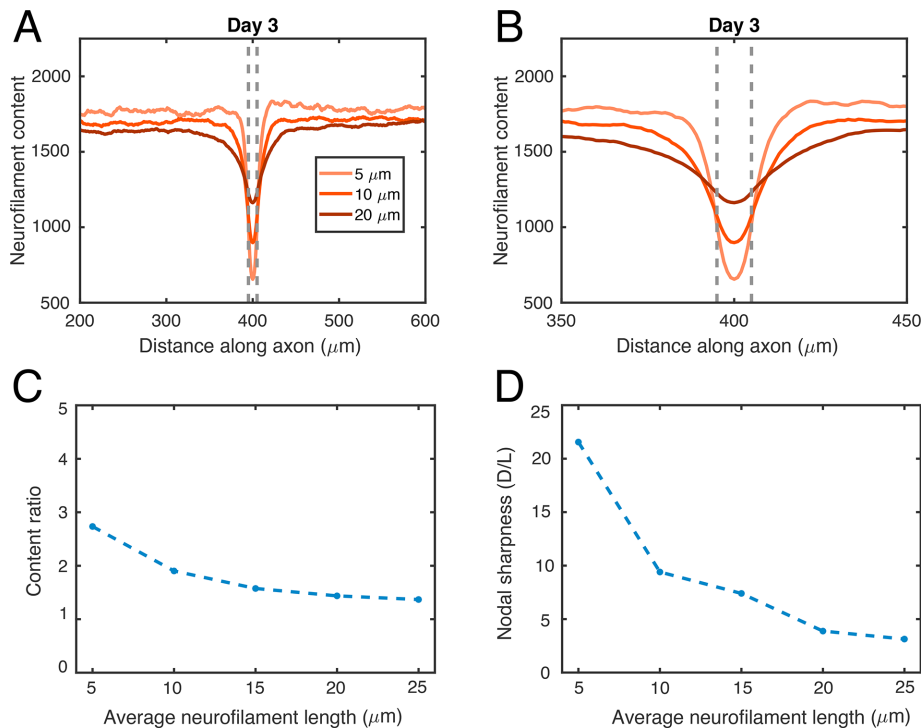 A
Day 3
Neurofilament content
2000
1500
1000
500
200
300
400
500
600
Distance along axon (μm)
5 μm
10 μm
20 μm
B
Day 3
Neurofilament content
2000
1500
1000
500
350
400
450
Distance along axon (μm)
C
Content ratio
5
4
3
2
1
0
5
10
15
20
25
Average neurofilament length (μm)
D
Nodal sharpness (D/L)
25
20
15
10
5
0
5
10
15
20
25
Average neurofilament length (μm)